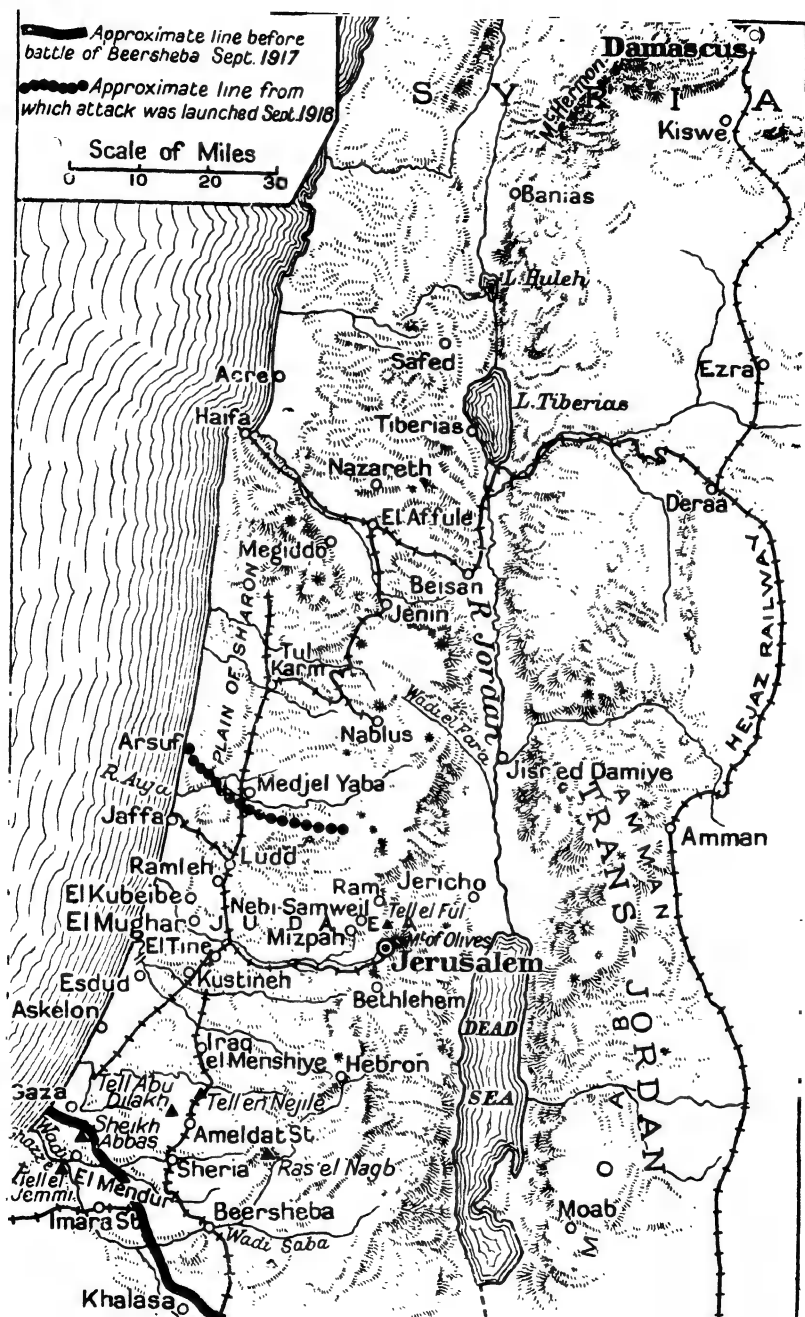 Approximate line before
battle of Beersheba Sept. 1917
Approximate line from
which attack was launched Sept. 1918
Scale of Miles
0 10 20 30
Damascus
SYRIA
Mt Hermon
Kiswe
Banias
L. Huleh
Safed
Acre
Ezra
L. Tiberias
Haifa
Tiberias
Nazareth
Deraa
El Affule
Megiddo
Beisan
Jenin
R. Jordan
PLAIN OF SHARON
HEJAZ RAILWAY
Tul
Karm
Nablus
Wadi el Faria
Arsuf
R. Auja
Medjel Yaba
Jisr ed Damiye
Jaffa
AMMAN
Amman
TRANS-JORDAN
Ludd
Ramleh
Ram
Jericho
El Kubeibe
Nebi-Samweil
Tell el Ful
El Mughar
JUDAEA
Mizpah
Mt of Olives
El Tine
Jerusalem
Esdud
Kustineh
Bethlehem
Askelon
DEAD
SEA
Iraq
el Menshiye
Hebron
Gaza
Tell Abu
Dilakh
Tell en Nejile
Sheikh
Abbas
Ameldat St.
Wadi
Ghazze
Sheria
Ras el Nagb
Tell el
Jemmi
El Mendur
MOAB
Imara St.
Beersheba
Moab
Wadi Saba
Khalasa